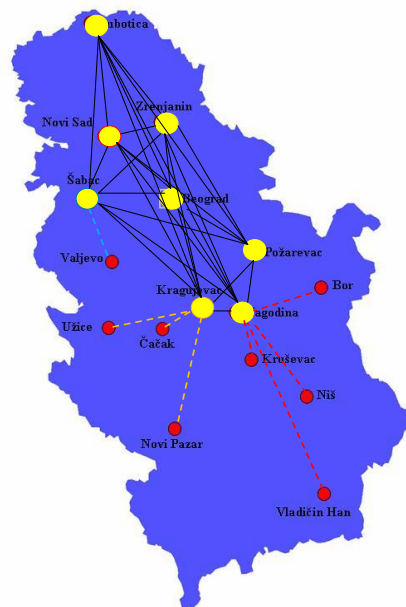 ubotica
Zrenjanin
Novi Sad
Šabac
Beograd
Valjevo
Požarevac
Kragujevac
Bor
agodina
Užice
Čačak
Kruševac
Niš
Novi Pazar
Vladičin Han